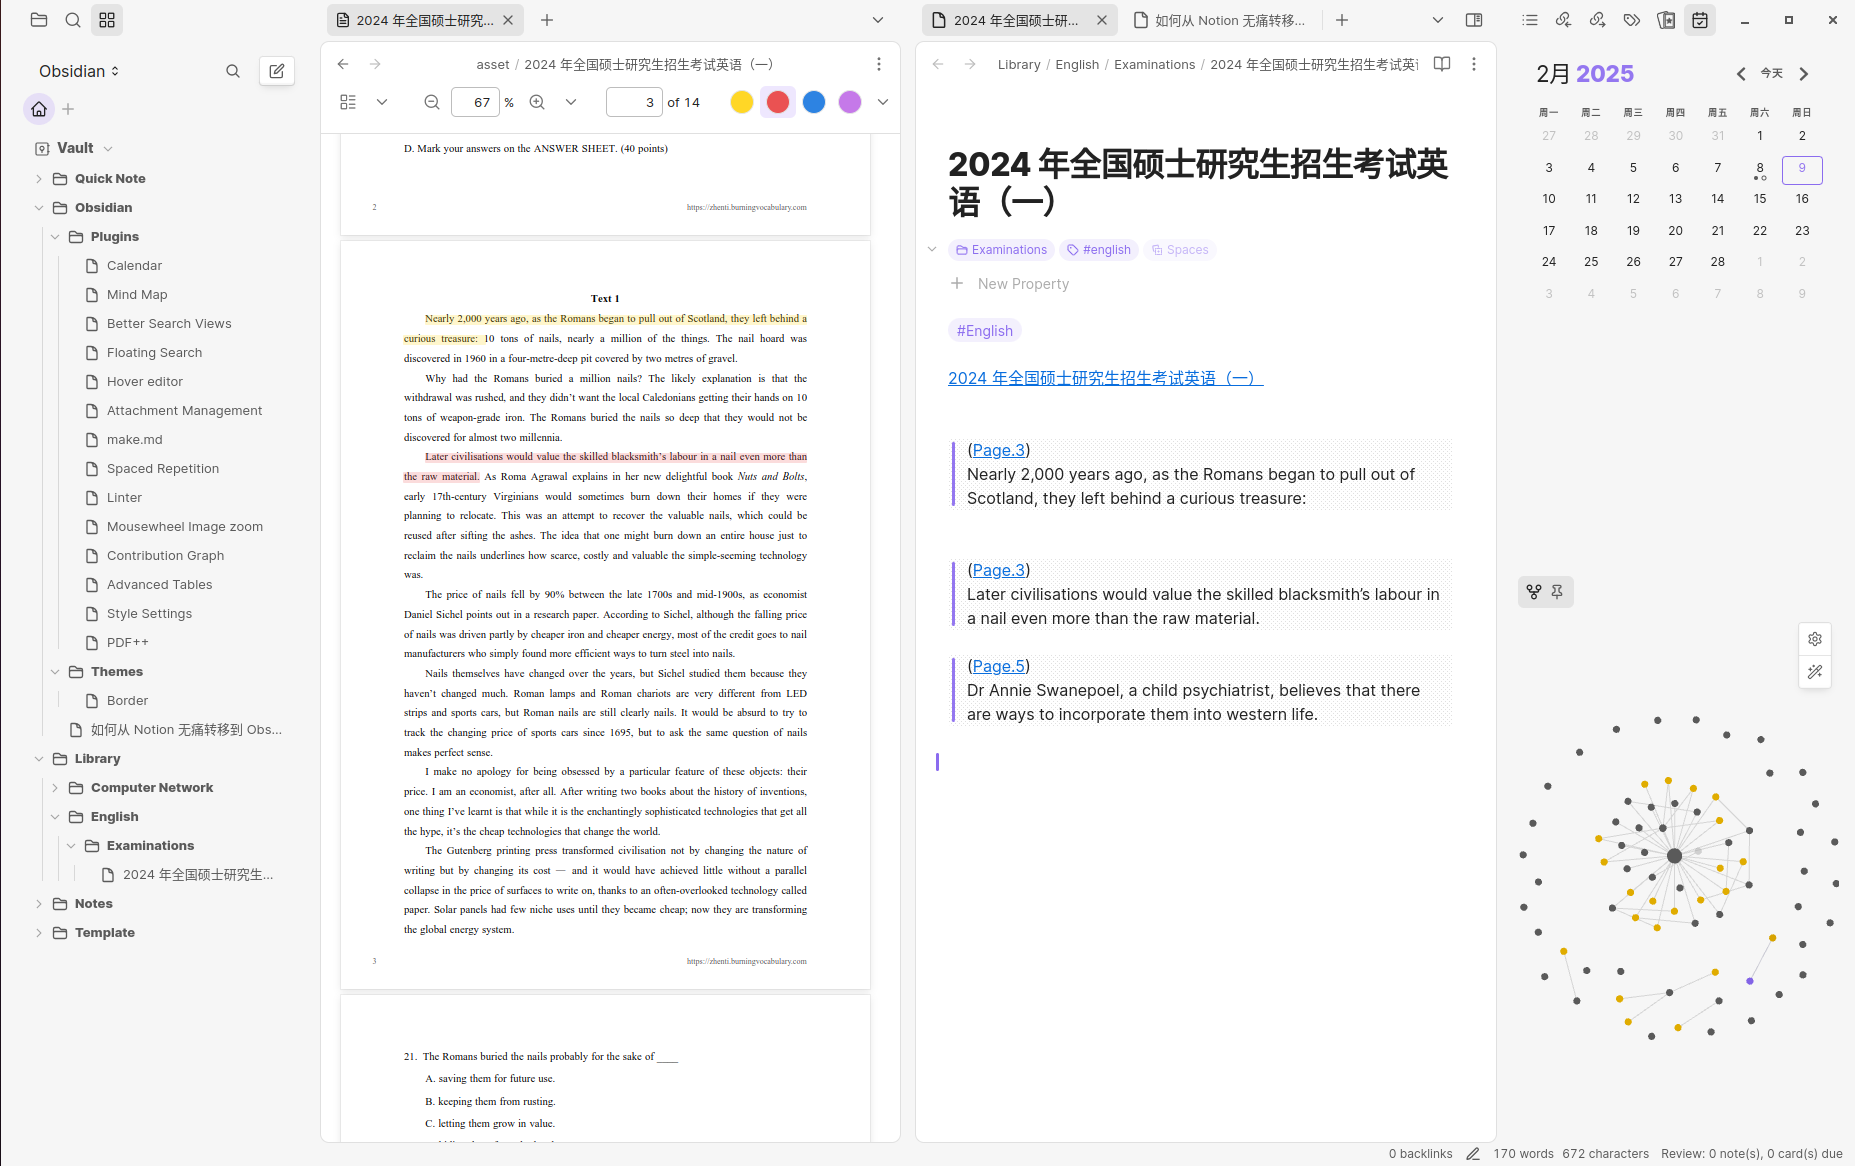 2024 年全国硕士研究...
2024 年全国硕士研...
如何从 Notion 无痛转移...
Obsidian
Vault
Quick Note
Obsidian
Plugins
Calendar
Mind Map
Better Search Views
Floating Search
Hover editor
Attachment Management
make.md
Spaced Repetition
Linter
Mousewheel Image zoom
Contribution Graph
Advanced Tables
Style Settings
PDF++
Themes
Border
如何从 Notion 无痛转移到 Obs...
Library
Computer Network
English
Examinations
2024 年全国硕士研究生...
Notes
Template
asset / 2024 年全国硕士研究生招生考试英语（一）
67 %
3 of 14
D. Mark your answers on the ANSWER SHEET. (40 points)
2 https://zhenti.burningvocabulary.com
Text 1
Nearly 2,000 years ago, as the Romans began to pull out of Scotland, they left behind a
curious treasure: 10 tons of nails, nearly a million of the things. The nail hoard was
discovered in 1960 in a four-metre-deep pit covered by two metres of gravel.
Why had the Romans buried a million nails? The likely explanation is that the
withdrawal was rushed, and they didn't want the local Caledonians getting their hands on 10
tons of weapon-grade iron. The Romans buried the nails so deep that they would not be
discovered for almost two millennia.
Later civilisations would value the skilled blacksmith's labour in a nail even more than
the raw material. As Roma Agrawal explains in her new delightful book Nuts and Bolts,
early 17th-century Virginians would sometimes burn down their homes if they were
planning to relocate. This was an attempt to recover the valuable nails, which could be
reused after sifting the ashes. The idea that one might burn down an entire house just to
reclaim the nails underlines how scarce, costly and valuable the simple-seeming technology
was.
The price of nails fell by 90% between the late 1700s and mid-1900s, as economist
Daniel Sichel points out in a research paper. According to Sichel, although the falling price
of nails was driven partly by cheaper iron and cheaper energy, most of the credit goes to nail
manufacturers who simply found more efficient ways to turn steel into nails.
Nails themselves have changed over the years, but Sichel studied them because they
haven't changed much. Roman lamps and Roman chariots are very different from LED
strips and sports cars, but Roman nails are still clearly nails. It would be absurd to try to
track the changing price of sports cars since 1695, but to ask the same question of nails
makes perfect sense.
I make no apology for being obsessed by a particular feature of these objects: their
price. I am an economist, after all. After writing two books about the history of inventions,
one thing I've learnt is that while it is the enchantingly sophisticated technologies that get all
the hype, it's the cheap technologies that change the world.
The Gutenberg printing press transformed civilisation not by changing the nature of
writing but by changing its cost — and it would have achieved little without a parallel
collapse in the price of surfaces to write on, thanks to an often-overlooked technology called
paper. Solar panels had few niche uses until they became cheap; now they are transforming
the global energy system.
3 https://zhenti.burningvocabulary.com
21. The Romans buried the nails probably for the sake of ____
A. saving them for future use.
B. keeping them from rusting.
C. letting them grow in value.
Library / English / Examinations / 2024 年全国硕士研究生招生考试英语
2024 年全国硕士研究生招生考试英
语（一）
Examinations #english Spaces
New Property
#English
2024 年全国硕士研究生招生考试英语（一）
(Page.3)
Nearly 2,000 years ago, as the Romans began to pull out of
Scotland, they left behind a curious treasure:
(Page.3)
Later civilisations would value the skilled blacksmith's labour in
a nail even more than the raw material.
(Page.5)
Dr Annie Swanepoel, a child psychiatrist, believes that there
are ways to incorporate them into western life.
2月 2025
今天
周一 周二 周三 周四 周五 周六 周日
27 28 29 30 31 1 2
3 4 5 6 7 8 9
10 11 12 13 14 15 16
17 18 19 20 21 22 23
24 25 26 27 28 1 2
3 4 5 6 7 8 9
0 backlinks 170 words 672 characters Review: 0 note(s), 0 card(s) due